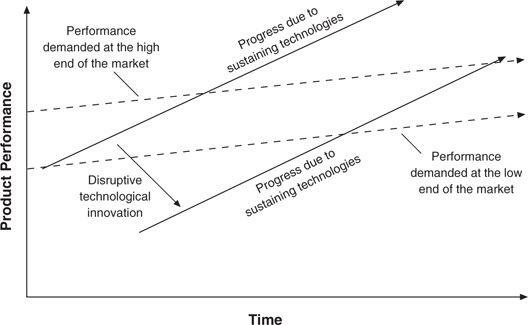 Performance
demanded at the high
end of the market
Progress due to
sustaining technologies
Product Performance
Disruptive
technological
innovation
Progress due to
sustaining technologies
Performance
demanded at the low
end of the market
Time